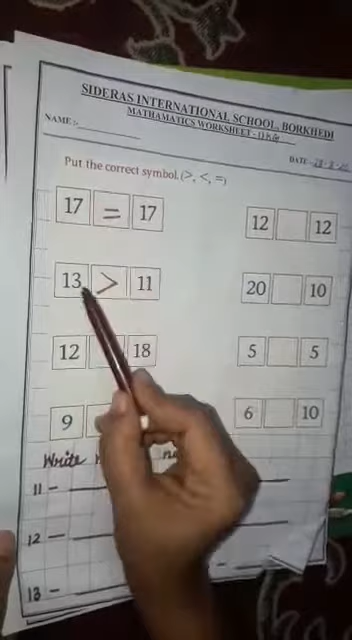 SIDERAS INTERNATIONAL SCHOOL, BORKHEDI
MATHAMATICS WORKSHEET -
NAME :-
DATE -
Put the correct symbol. (>, <, =)
17 = 17
12 12
13 > 11
20 10
12 18
5 5
9
6 10
Write
11 -
12 -
13 -